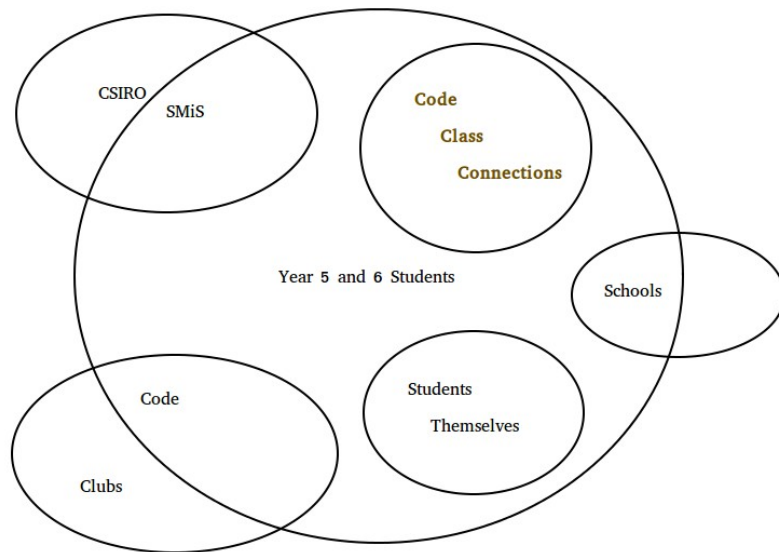 CSIRO
SMiS
Code
Class
Connections
Year 5 and 6 Students
Schools
Code
Clubs
Students
Themselves